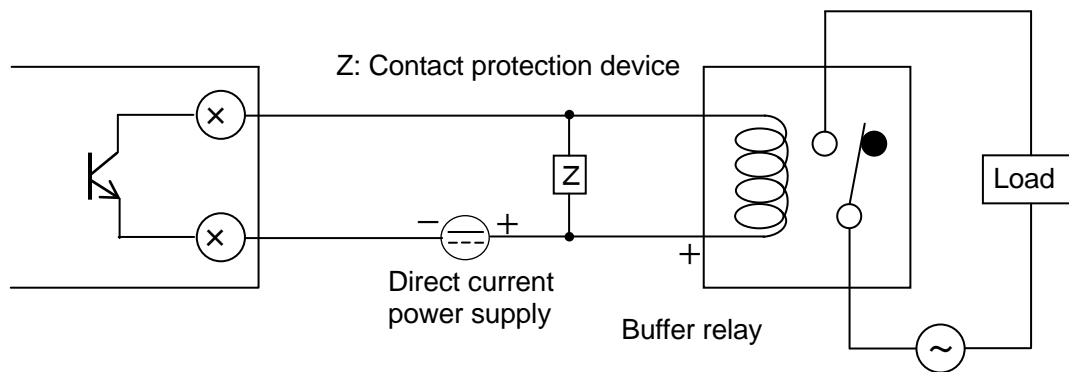 Z: Contact protection device
Z
Load
− +
+
Direct current
power supply
Buffer relay
~